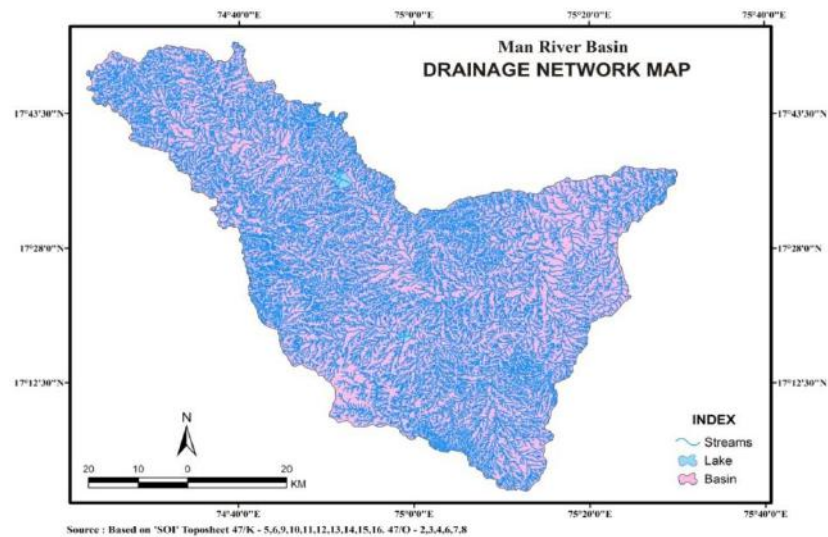 74°40'0"E 75°0'0"E 75°20'0"E 75°40'0"E
Man River Basin
DRAINAGE NETWORK MAP
17°43'30"N 17°43'30"N
17°28'0"N 17°28'0"N
17°12'30"N 17°12'30"N
N
INDEX
Streams
Lake
Basin
20 10 0 20
KM
74°40'0"E 75°0'0"E 75°20'0"E 75°40'0"E
Source : Based on 'SOI' Toposheet 47/K - 5,6,9,10,11,12,13,14,15,16. 47/O - 2,3,4,6,7,8